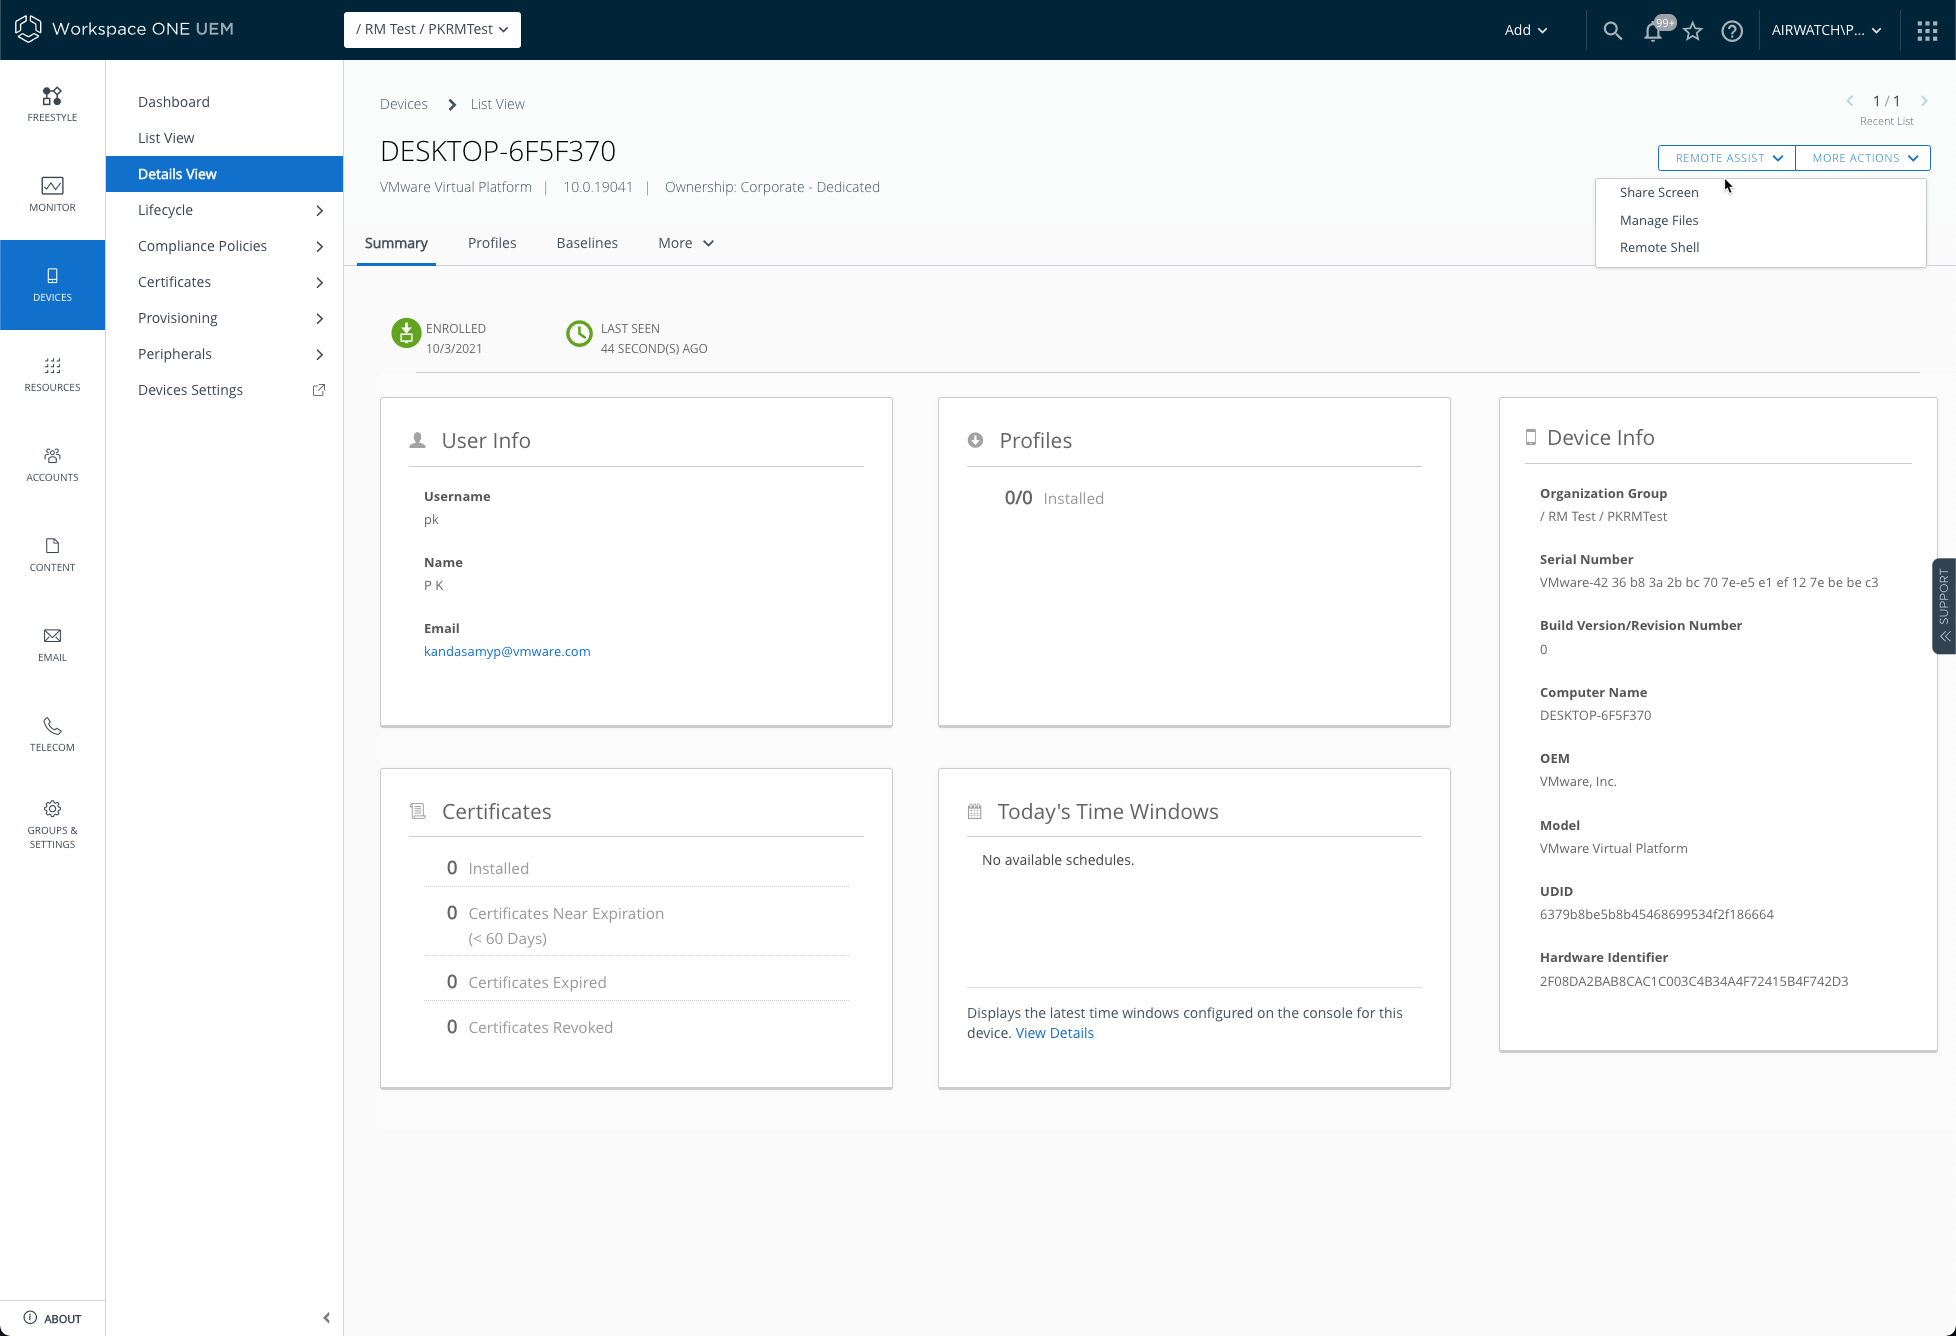 Workspace ONE UEM
/ RM Test / PKRMTest
Add
99+
AIRWATCH\P...
FREESTYLE
MONITOR
DEVICES
RESOURCES
ACCOUNTS
CONTENT
EMAIL
TELECOM
GROUPS &
SETTINGS
ABOUT
Dashboard
List View
Details View
Lifecycle
Compliance Policies
Certificates
Provisioning
Peripherals
Devices Settings
Devices List View
1 / 1
Recent List
DESKTOP-6F5F370
VMware Virtual Platform | 10.0.19041 | Ownership: Corporate - Dedicated
REMOTE ASSIST
MORE ACTIONS
Share Screen
Manage Files
Remote Shell
Summary
Profiles
Baselines
More
ENROLLED
10/3/2021
LAST SEEN
44 SECOND(S) AGO
User Info
Username
pk
Name
P K
Email
kandasamyp@vmware.com
Profiles
0/0 Installed
Device Info
Organization Group
/ RM Test / PKRMTest
Serial Number
VMware-42 36 b8 3a 2b bc 70 7e-e5 e1 ef 12 7e be be c3
Build Version/Revision Number
0
Computer Name
DESKTOP-6F5F370
OEM
VMware, Inc.
Model
VMware Virtual Platform
UDID
6379b8be5b8b45468699534f2f186664
Hardware Identifier
2F08DA2BAB8CAC1C003C4B34A4F72415B4F742D3
SUPPORT
Certificates
0 Installed
0 Certificates Near Expiration
(< 60 Days)
0 Certificates Expired
0 Certificates Revoked
Today's Time Windows
No available schedules.
Displays the latest time windows configured on the console for this
device. View Details